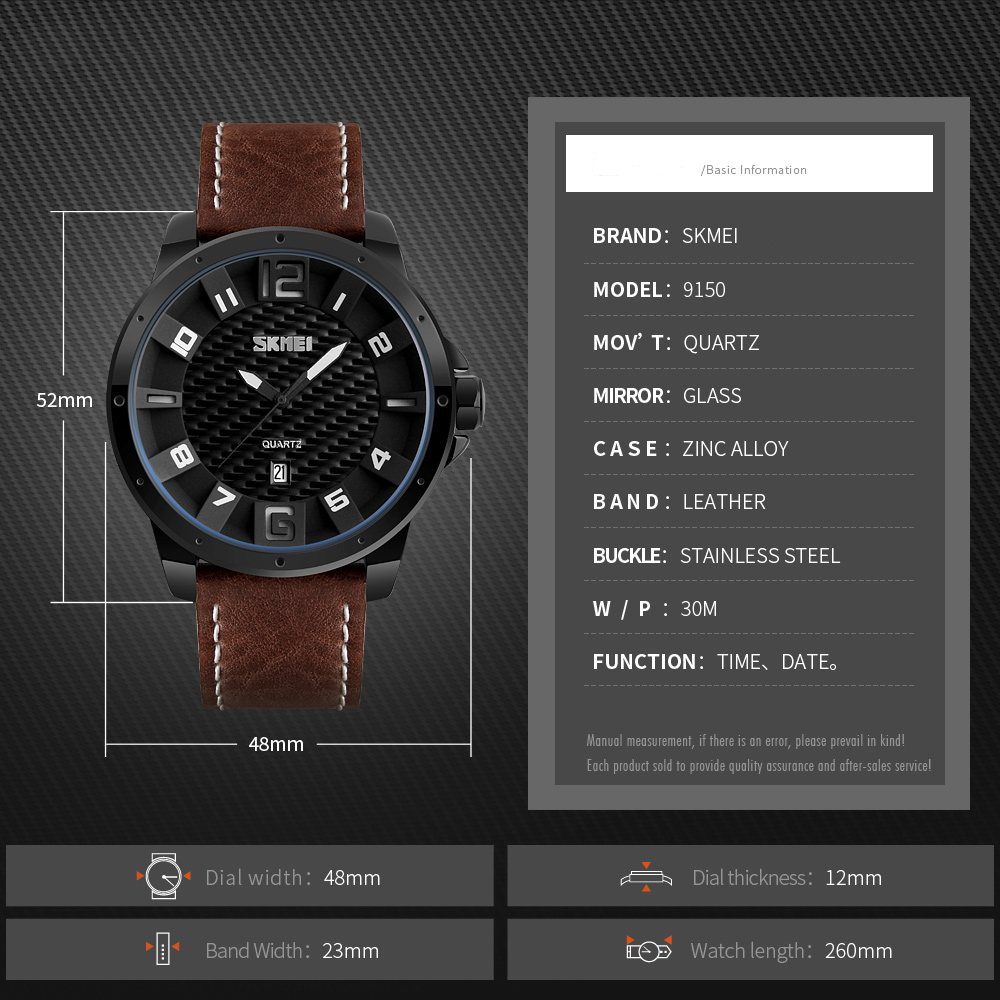 12
11
1
10
SKMEI
2
QUARTZ
8
21
4
7
5
6
52mm
48mm
/Basic Information
BRAND: SKMEI
MODEL: 9150
MOV’ T: QUARTZ
MIRROR: GLASS
CASE: ZINC ALLOY
BAND: LEATHER
BUCKLE: STAINLESS STEEL
W / P : 30M
FUNCTION: TIME、DATE。
Manual measurement, if there is an error, please prevail in kind!
Each product sold to provide quality assurance and after-sales service!
Dial width: 48mm
Dial thickness: 12mm
Band Width: 23mm
Watch length: 260mm